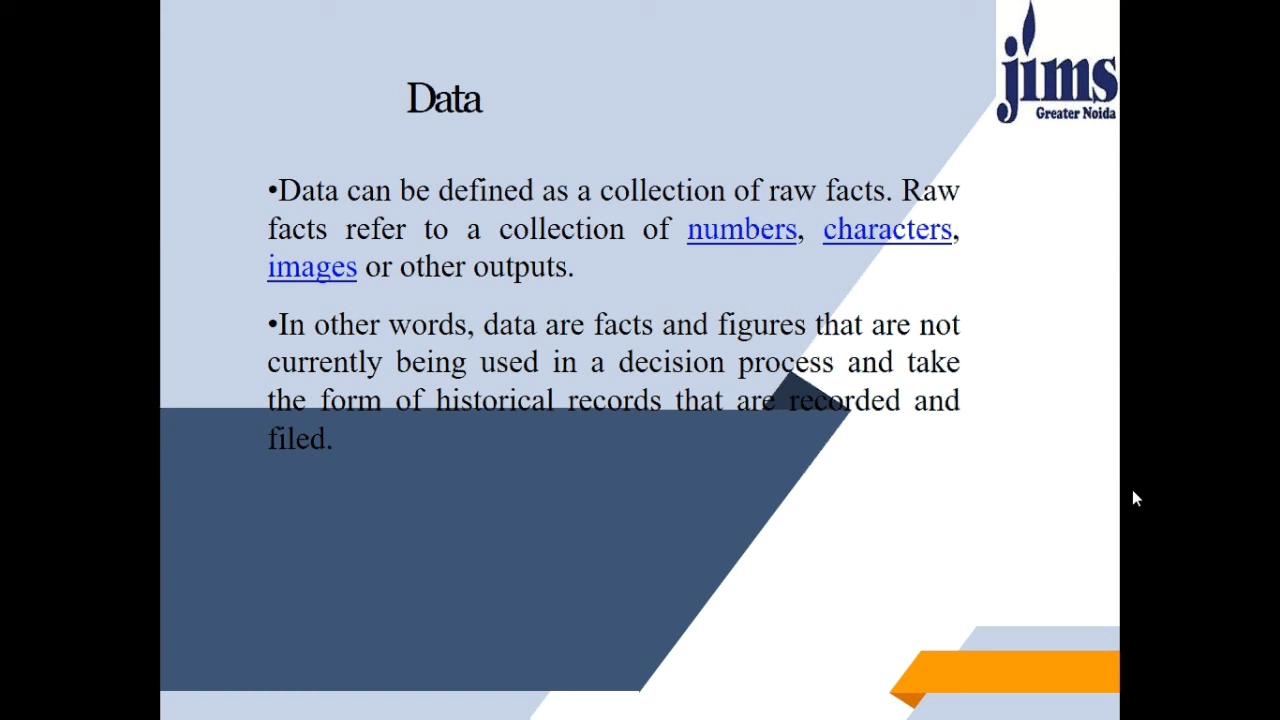 jims
Greater Noida
Data
•Data can be defined as a collection of raw facts. Raw
facts refer to a collection of numbers, characters,
images or other outputs.
•In other words, data are facts and figures that are not
currently being used in a decision process and take
the form of historical records that are recorded and
filed.